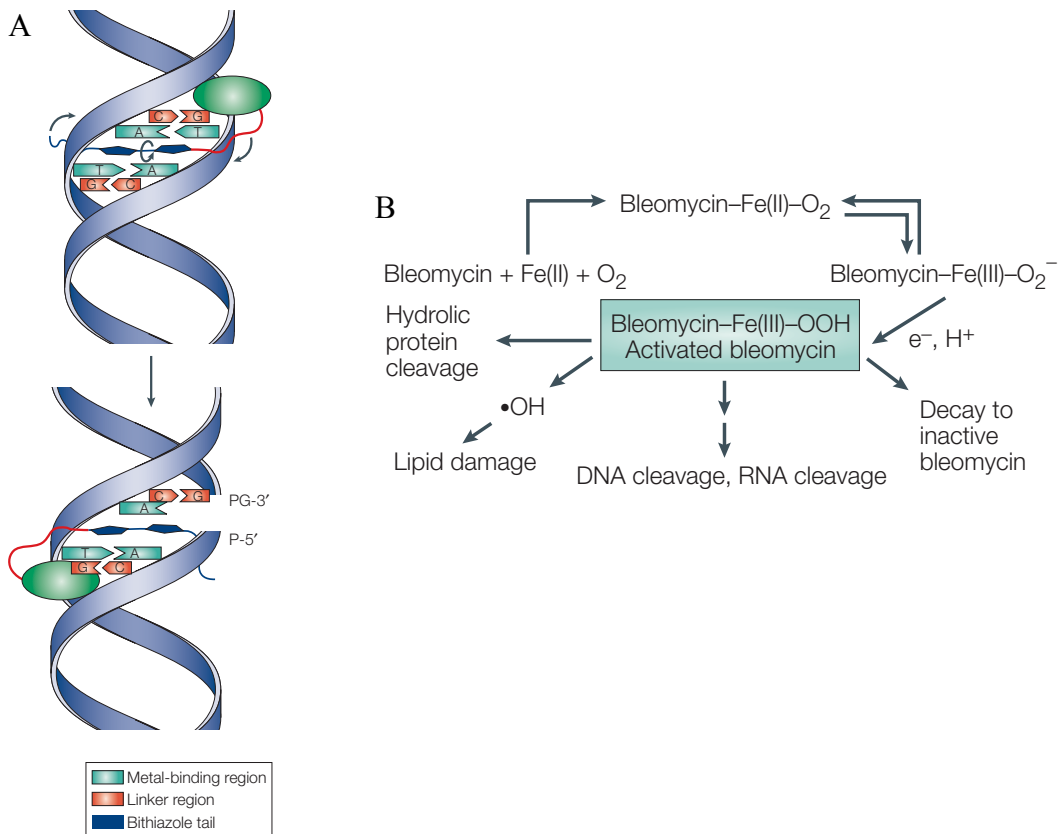 A
C G
A T
T A
G C
C G
A
PG-3′
P-5′
T A
G C
Metal-binding region
Linker region
Bithiazole tail
B
Bleomycin–Fe(II)–O₂
Bleomycin + Fe(II) + O₂
Bleomycin–Fe(III)–O₂⁻
Bleomycin–Fe(III)–OOH
Activated bleomycin
e⁻, H⁺
Hydrolic
protein
cleavage
•OH
Lipid damage
DNA cleavage, RNA cleavage
Decay to
inactive
bleomycin